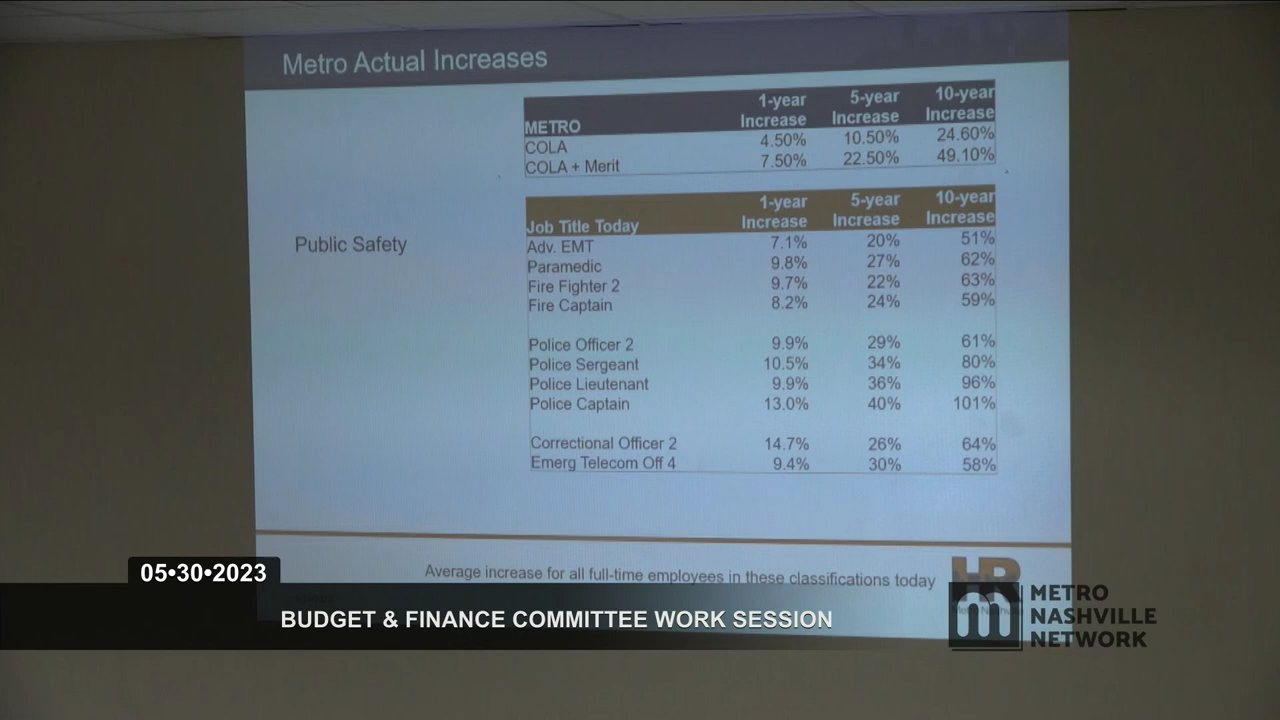 Metro Actual Increases
METRO 1-year Increase 5-year Increase 10-year Increase
COLA 4.50% 10.50% 24.60%
COLA + Merit 7.50% 22.50% 49.10%
Public Safety
Job Title Today 1-year Increase 5-year Increase 10-year Increase
Adv. EMT 7.1% 20% 51%
Paramedic 9.8% 27% 62%
Fire Fighter 2 9.7% 22% 63%
Fire Captain 8.2% 24% 59%
Police Officer 2 9.9% 29% 61%
Police Sergeant 10.5% 34% 80%
Police Lieutenant 9.9% 36% 96%
Police Captain 13.0% 40% 101%
Correctional Officer 2 14.7% 26% 64%
Emerg Telecom Off 4 9.4% 30% 58%
Average increase for all full-time employees in these classifications today
HR
05•30•2023
BUDGET & FINANCE COMMITTEE WORK SESSION
m
METRO
NASHVILLE
NETWORK